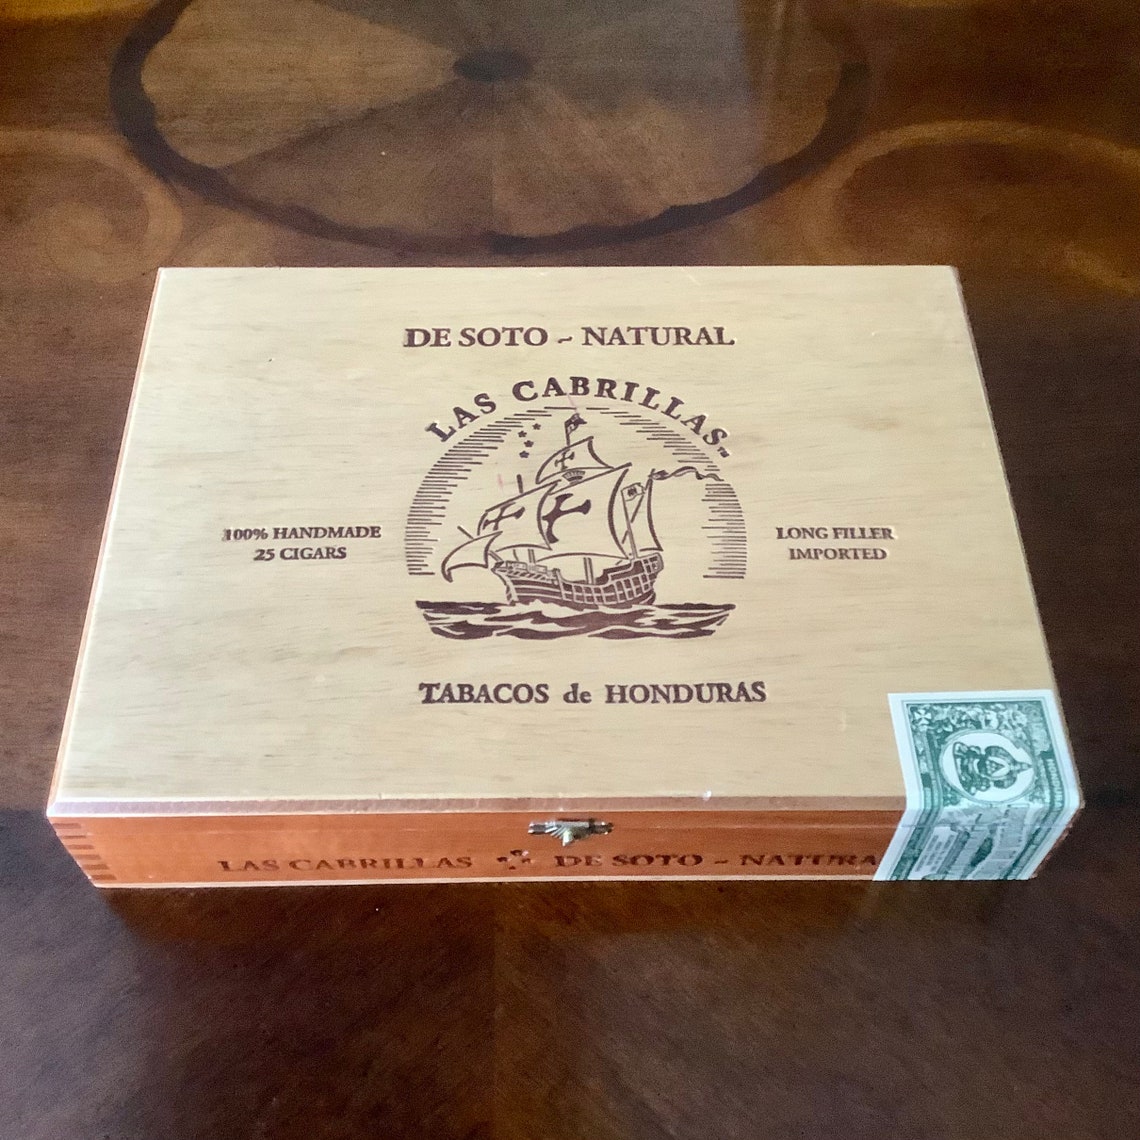 DE SOTO ~ NATURAL
LAS CABRILLAS™
100% HANDMADE
25 CIGARS
LONG FILLER
IMPORTED
TABACOS de HONDURAS
LAS CABRILLAS DE SOTO ~ NATURA